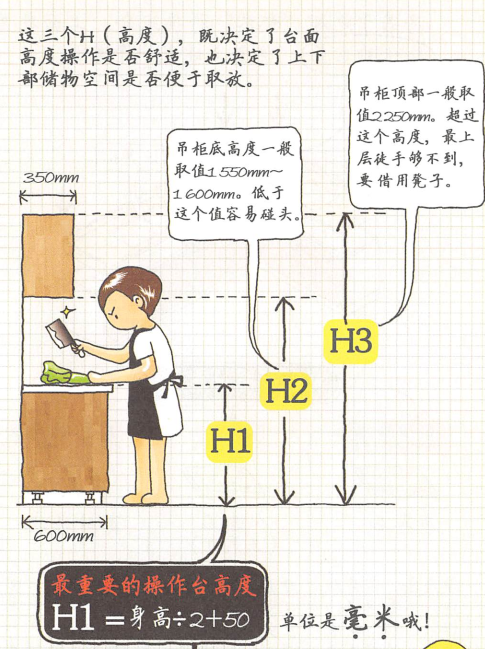 这三个H（高度），既决定了台面
高度操作是否舒适，也决定了上下
部储物空间是否便于取放。
吊柜顶部一般取
值2250mm。超过
这个高度，最上
层徒手够不到，
要借用凳子。
吊柜底高度一般
取值1550mm～
1600mm。低于
这个值容易碰头。
350mm
H3
H2
H1
600mm
最重要的操作台高度
H1=身高÷2+50
单位是毫米哦！